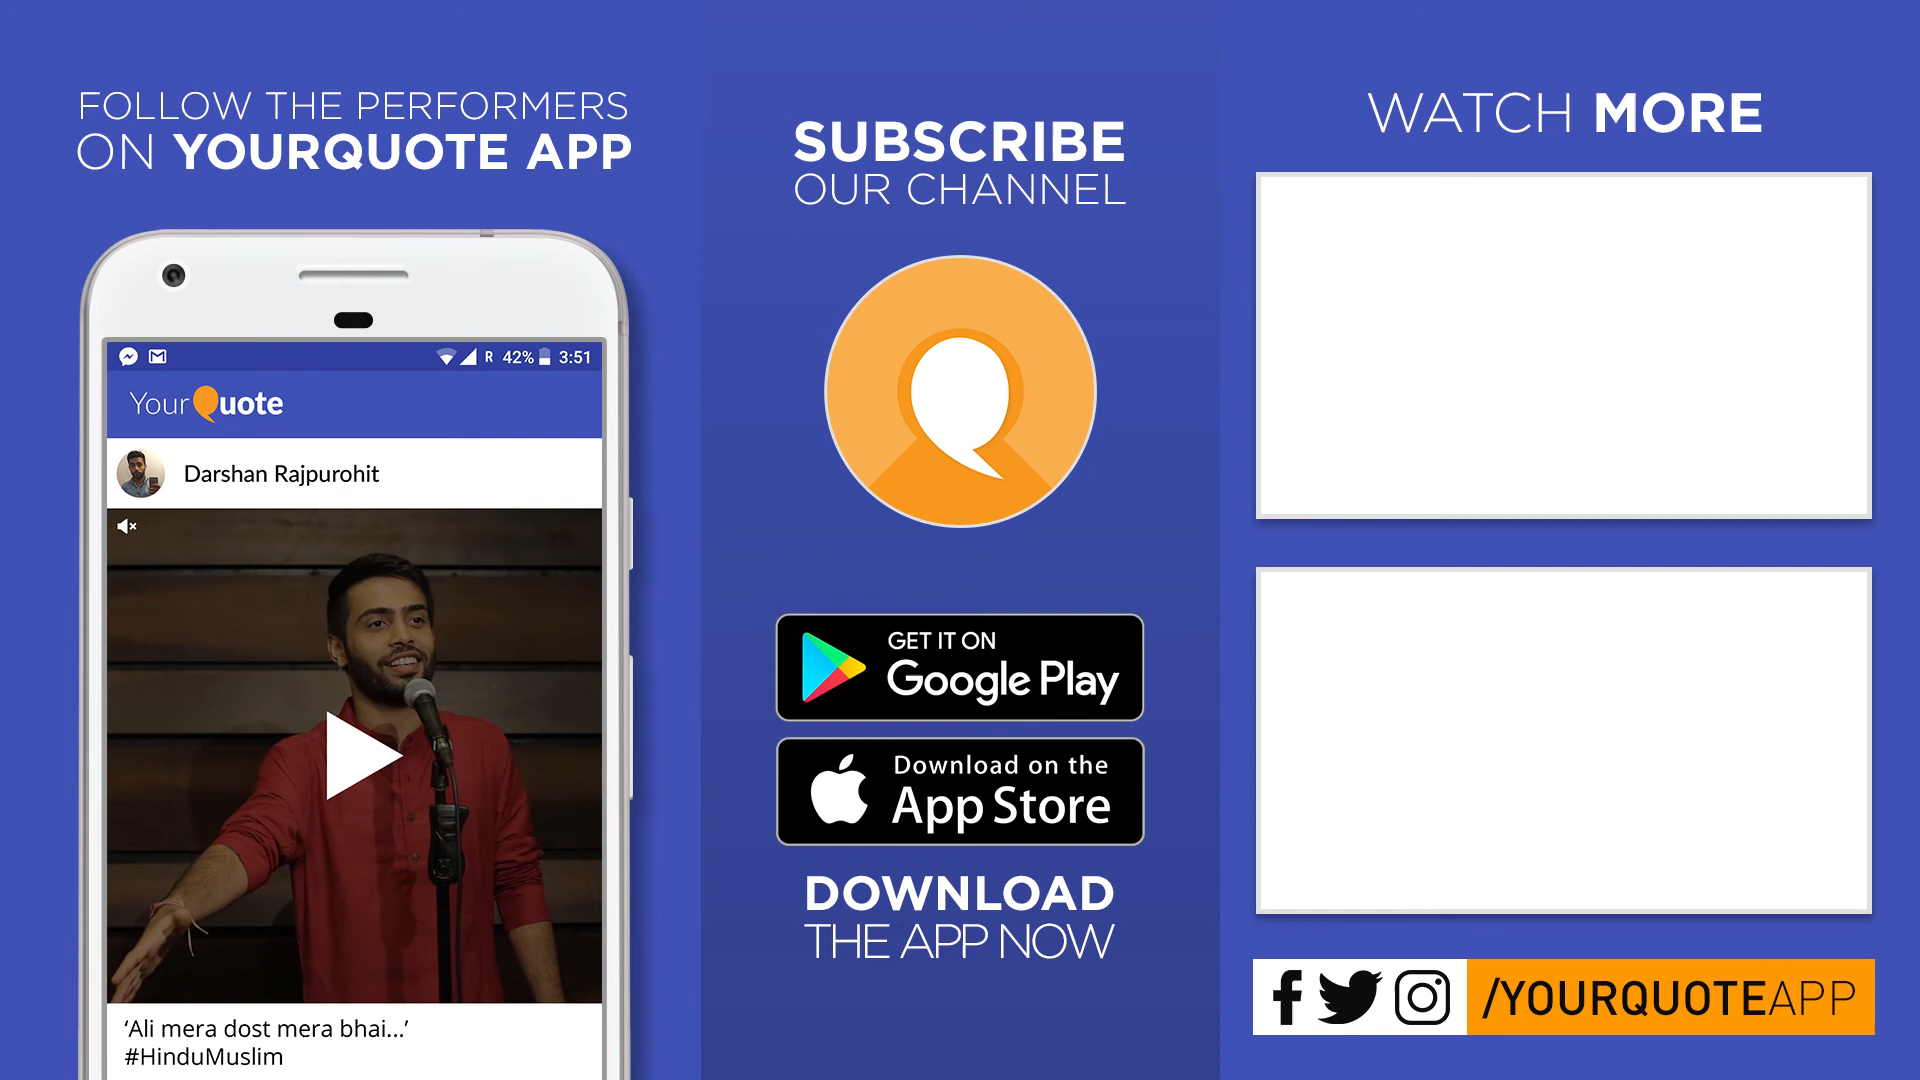 FOLLOW THE PERFORMERS
ON YOURQUOTE APP
R 42% 3:51
YourQuote
Darshan Rajpurohit
‘Ali mera dost mera bhai...’
#HinduMuslim
SUBSCRIBE
OUR CHANNEL
GET IT ON
Google Play
Download on the
App Store
DOWNLOAD
THE APP NOW
WATCH MORE
/YOURQUOTEAPP